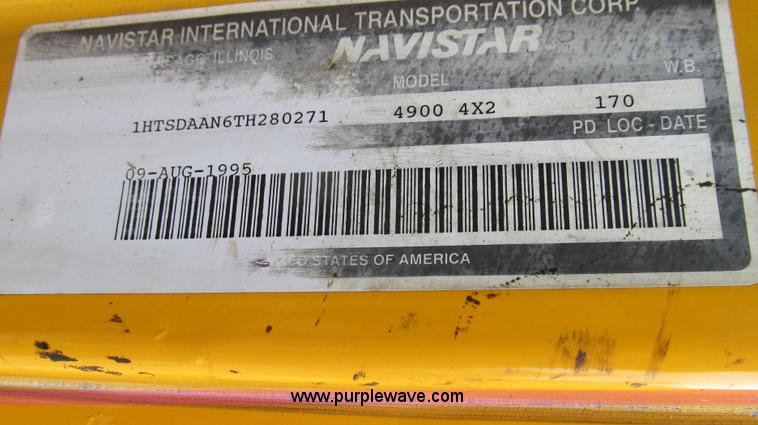 NAVISTAR INTERNATIONAL TRANSPORTATION CORP.
ILLINOIS NAVISTAR
MODEL W.B.
1HTSDAAN6TH280271 4900 4X2 170
PD LOC - DATE
09-AUG-1995
STATES OF AMERICA
www.purplewave.com